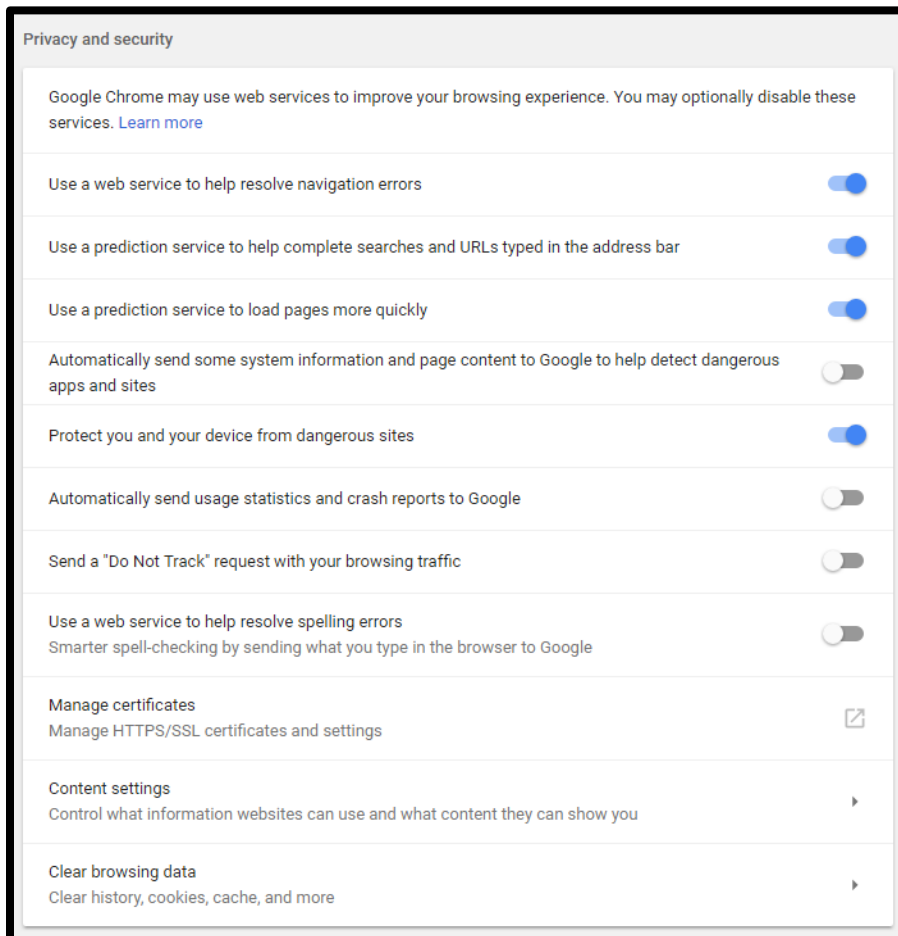 Privacy and security
Google Chrome may use web services to improve your browsing experience. You may optionally disable these
services. Learn more
Use a web service to help resolve navigation errors
Use a prediction service to help complete searches and URLs typed in the address bar
Use a prediction service to load pages more quickly
Automatically send some system information and page content to Google to help detect dangerous
apps and sites
Protect you and your device from dangerous sites
Automatically send usage statistics and crash reports to Google
Send a "Do Not Track" request with your browsing traffic
Use a web service to help resolve spelling errors
Smarter spell-checking by sending what you type in the browser to Google
Manage certificates
Manage HTTPS/SSL certificates and settings
Content settings
Control what information websites can use and what content they can show you
Clear browsing data
Clear history, cookies, cache, and more